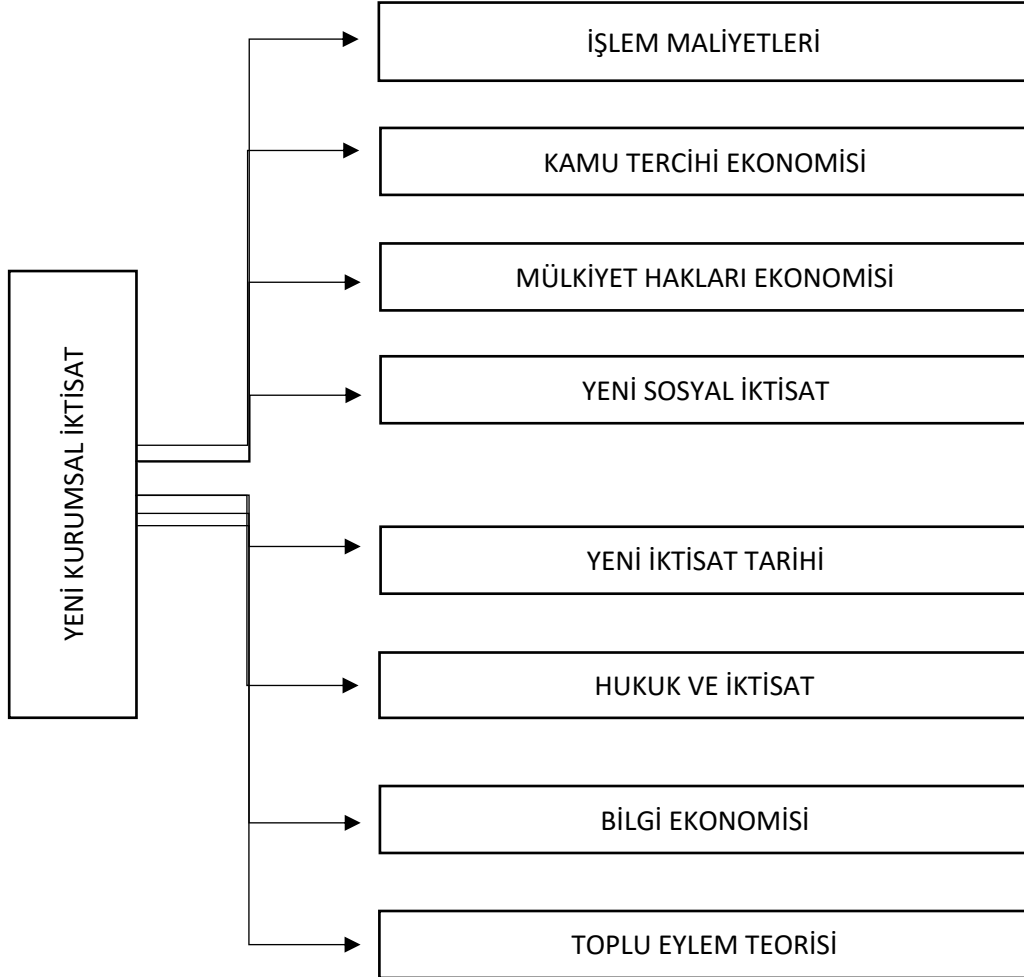 YENİ KURUMSAL İKTİSAT
İŞLEM MALİYETLERİ
KAMU TERCİHİ EKONOMİSİ
MÜLKİYET HAKLARI EKONOMİSİ
YENİ SOSYAL İKTİSAT
YENİ İKTİSAT TARİHİ
HUKUK VE İKTİSAT
BİLGİ EKONOMİSİ
TOPLU EYLEM TEORİSİ